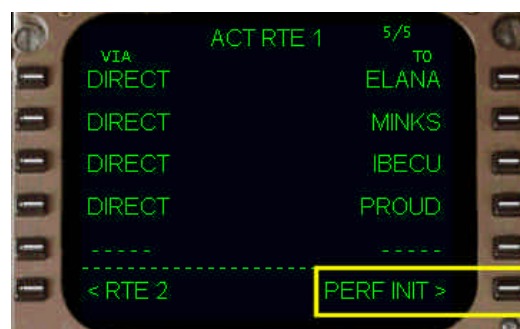 ACT RTE 1 5/5
VIA TO
DIRECT ELANA
DIRECT MINKS
DIRECT IBECU
DIRECT PROUD
----- -----
< RTE 2 PERF INIT >